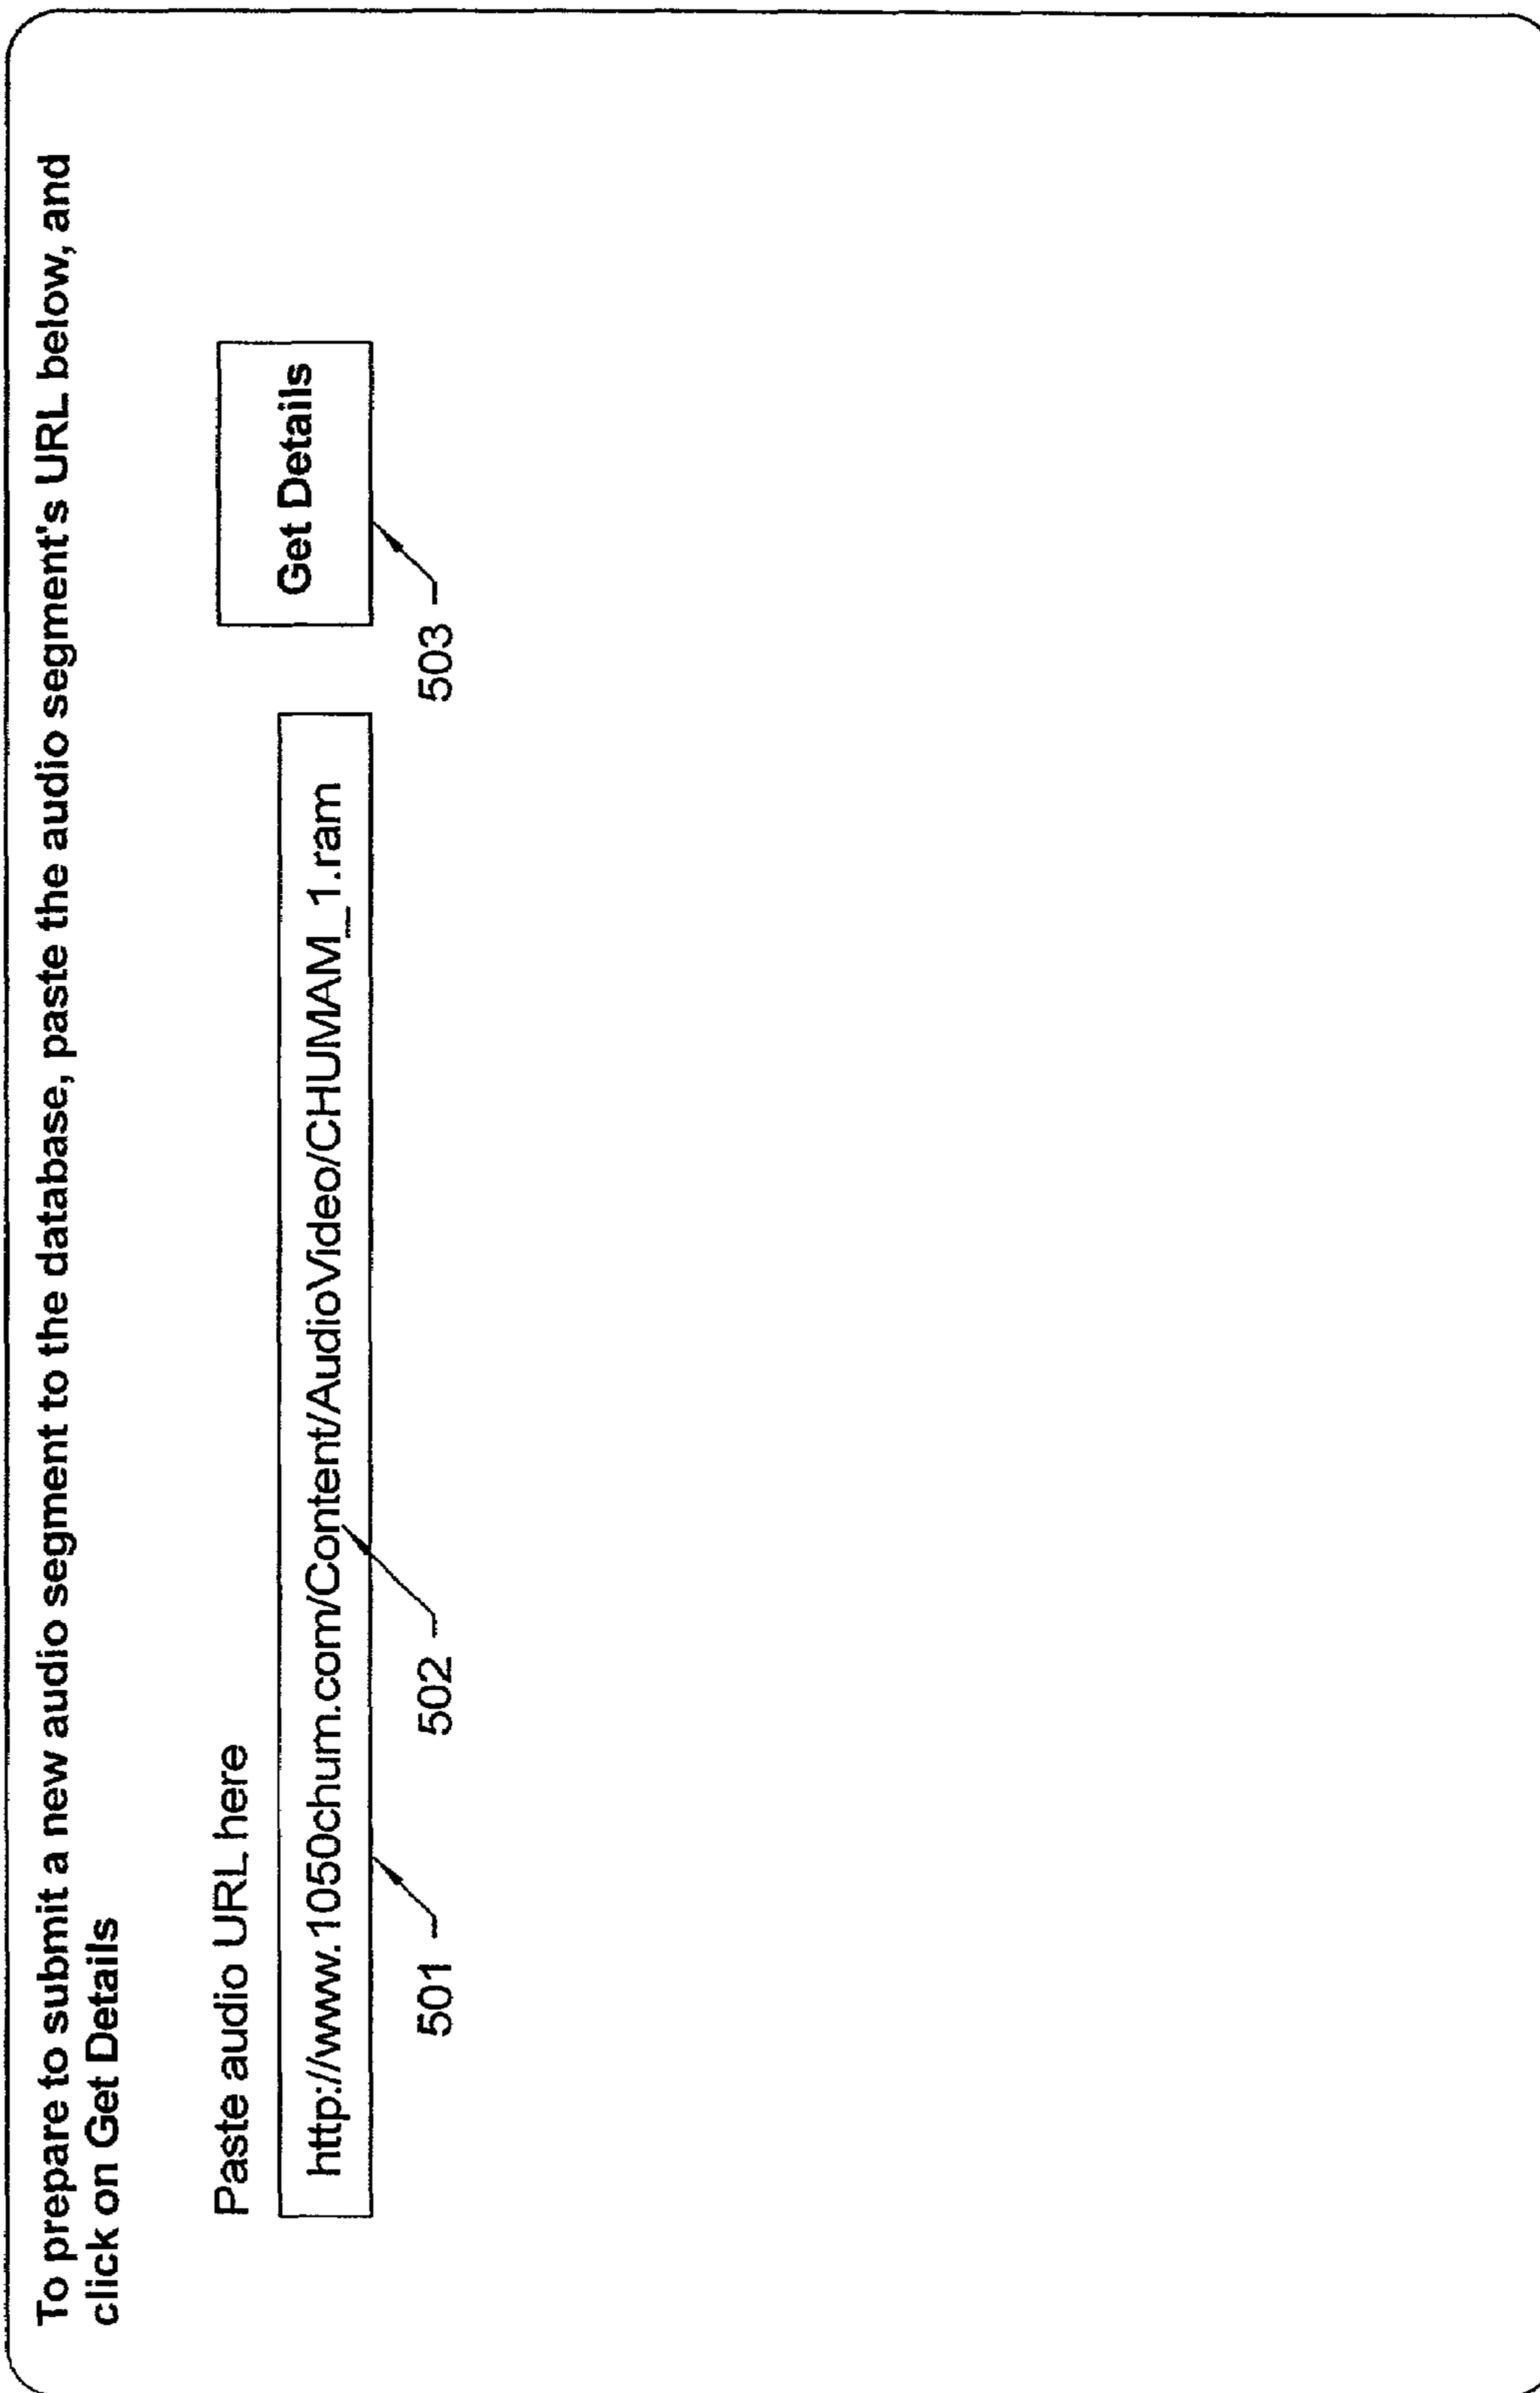 To prepare to submit a new audio segment to the database, paste the audio segment's URL below, and
click on Get Details
Paste audio URL here
http://www.1050chum.com/Content/AudioVideo/CHUMAM_1.ram
Get Details
501
502
503